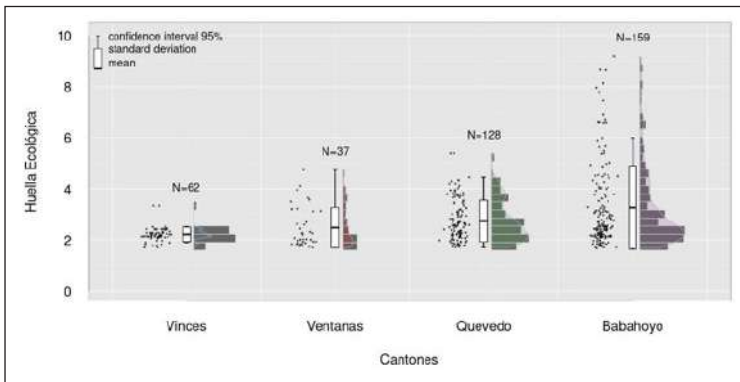 10
confidence interval 95%
standard deviation
mean
N=159
8
N=128
6
N=37
N=62
4
2
0
Huella Ecológica
Vinces
Ventanas
Quevedo
Babahoyo
Cantones